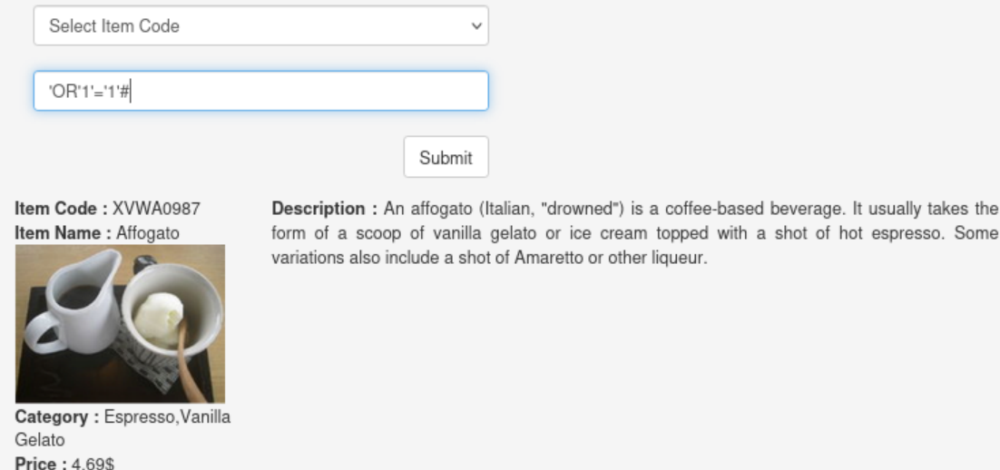 Select Item Code
'OR'1'='1'#
Submit
Item Code : XVWA0987
Item Name : Affogato
Category : Espresso,Vanilla
Gelato
Price : 4.69$
Description : An affogato (Italian, "drowned") is a coffee-based beverage. It usually takes the
form of a scoop of vanilla gelato or ice cream topped with a shot of hot espresso. Some
variations also include a shot of Amaretto or other liqueur.